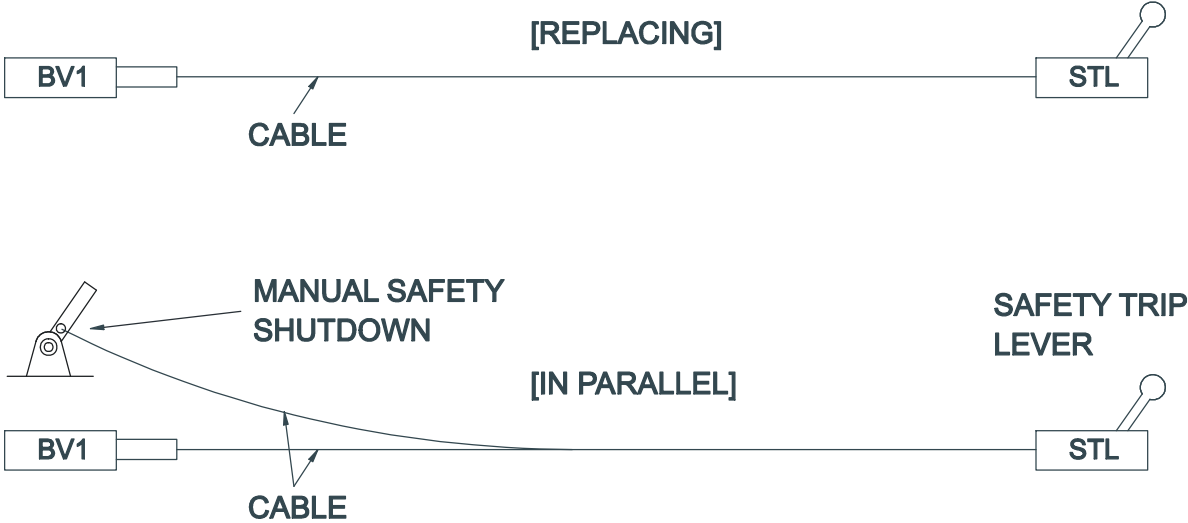 [REPLACING]
BV1
STL
CABLE
MANUAL SAFETY
SHUTDOWN
SAFETY TRIP
LEVER
[IN PARALLEL]
BV1
STL
CABLE